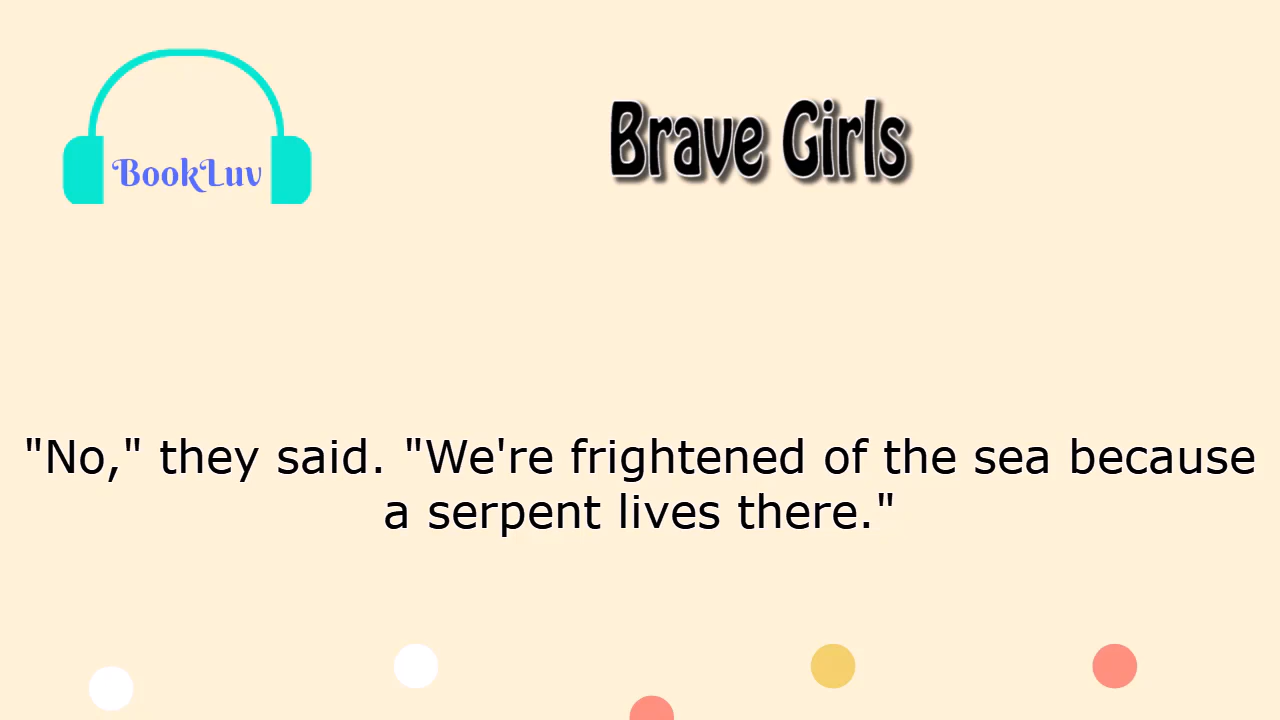 BookLuv
Brave Girls
"No," they said. "We're frightened of the sea because
a serpent lives there."